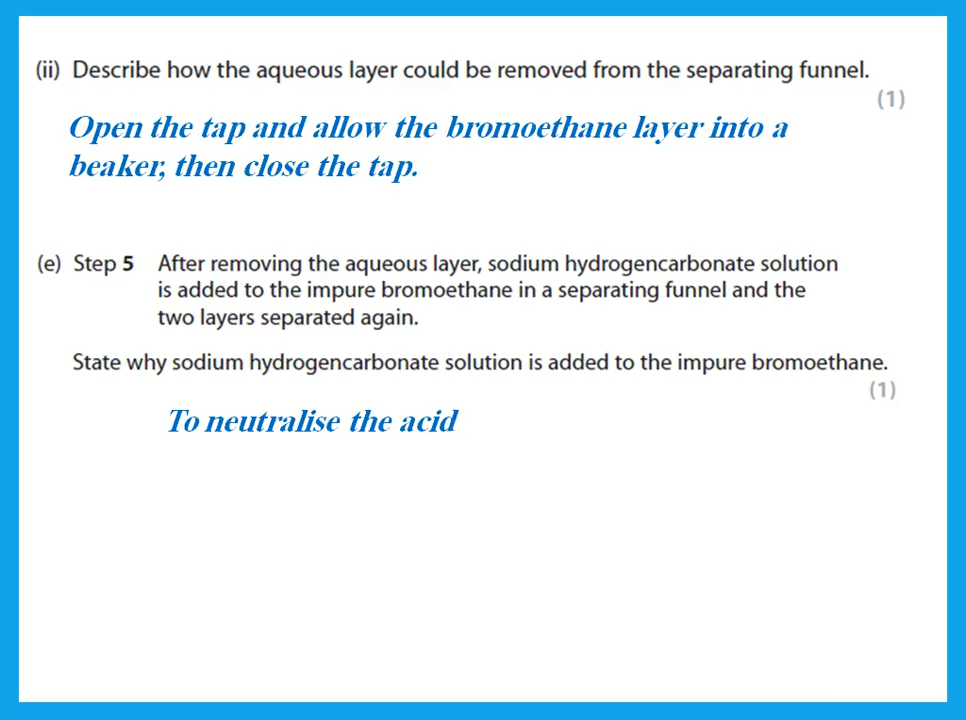 (ii) Describe how the aqueous layer could be removed from the separating funnel.
(1)
Open the tap and allow the bromoethane layer into a
beaker, then close the tap.
(e) Step 5 After removing the aqueous layer, sodium hydrogencarbonate solution
is added to the impure bromoethane in a separating funnel and the
two layers separated again.
State why sodium hydrogencarbonate solution is added to the impure bromoethane.
(1)
To neutralise the acid